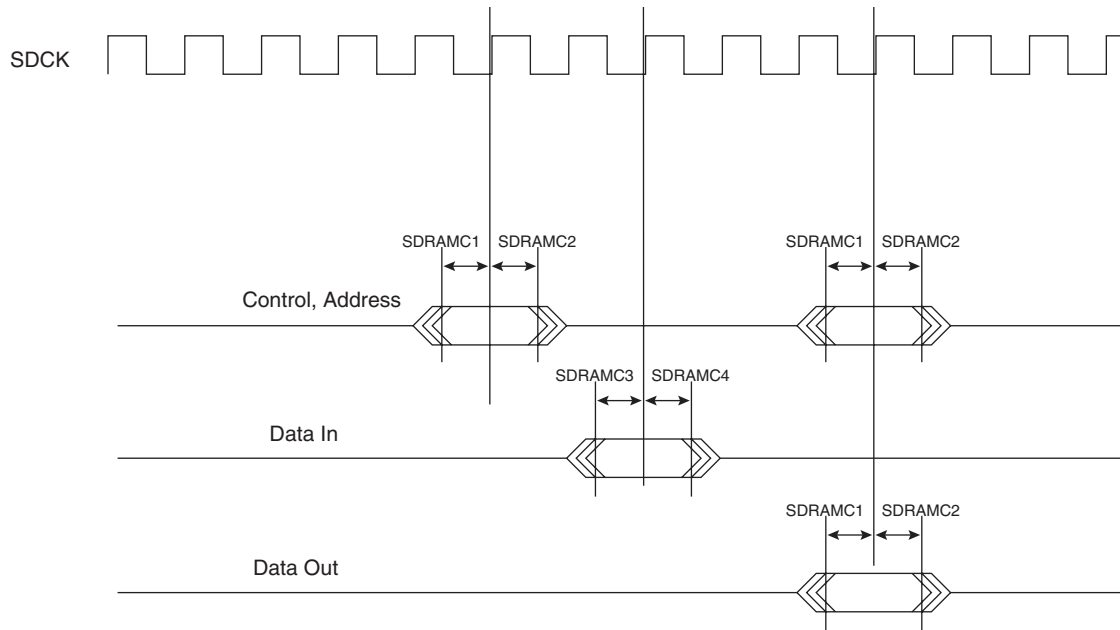 SDCK
SDRAMC1 SDRAMC2 SDRAMC1 SDRAMC2
Control, Address
SDRAMC3 SDRAMC4
Data In
SDRAMC1 SDRAMC2
Data Out